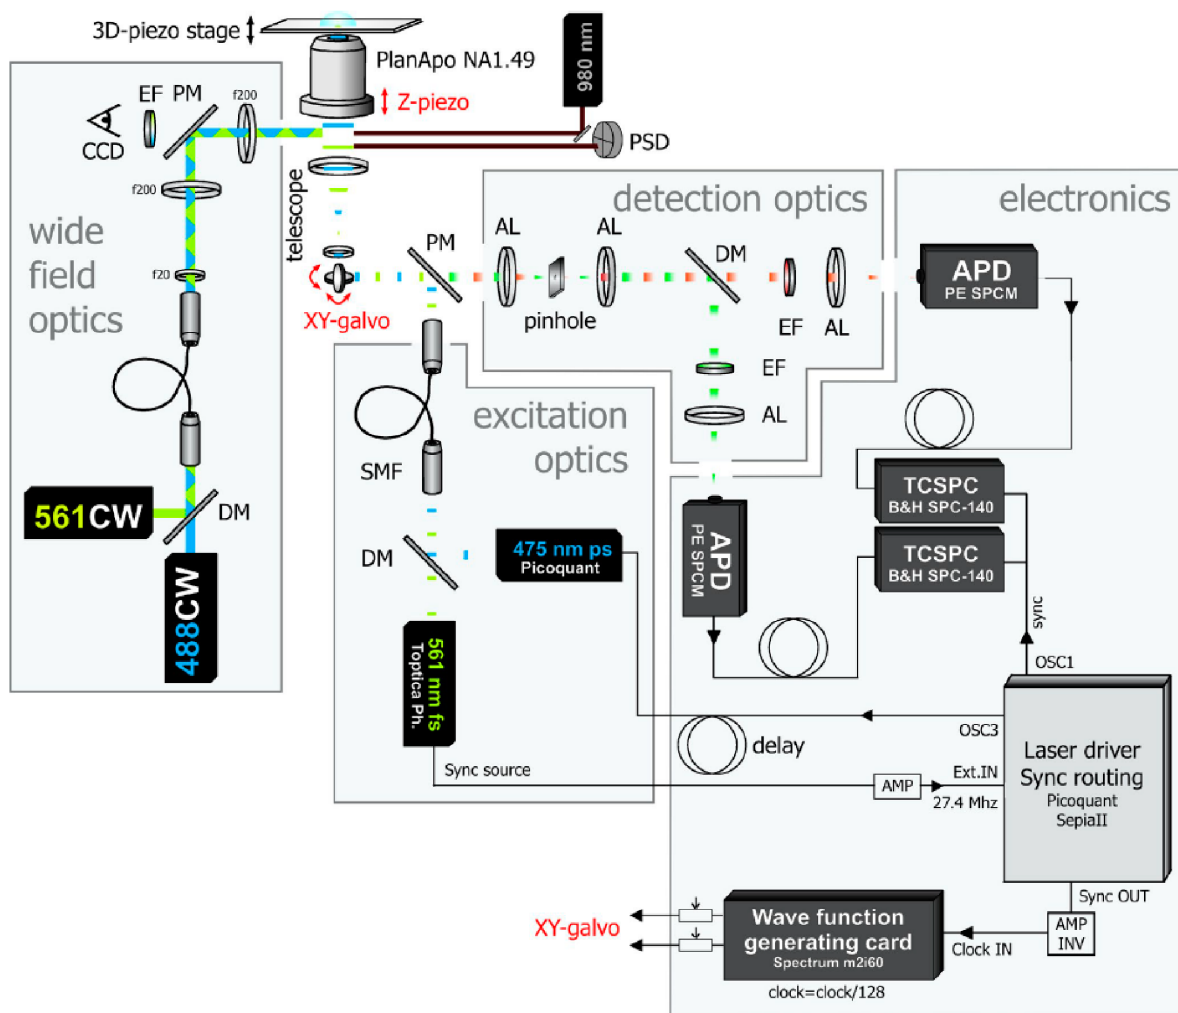 3D-piezo stage
PlanApo NA1.49
Z-piezo
980 nm
PSD
EF PM
f200
CCD
f200
f20
wide
field
optics
561CW
DM
488CW
telescope
XY-galvo
PM
detection optics
AL
AL
pinhole
DM
EF
AL
EF
AL
excitation
optics
SMF
DM
475 nm ps
Picoquant
561 nm fs
Toptica Ph.
Sync source
electronics
APD
PE SPCM
APD
PE SPCM
TCSPC
B&H SPC-140
TCSPC
B&H SPC-140
sync
OSC1
OSC3
delay
Ext.IN
AMP
27.4 Mhz
Laser driver
Sync routing
Picoquant
SepiaII
Sync OUT
AMP
INV
Clock IN
Wave function
generating card
Spectrum m2i60
clock=clock/128
XY-galvo